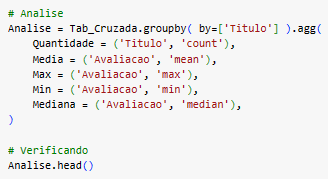 # Analise
Analise = Tab_Cruzada.groupby( by=['Titulo'] ).agg(
    Quantidade = ('Titulo', 'count'),
    Media = ('Avaliacao', 'mean'),
    Max = ('Avaliacao', 'max'),
    Min = ('Avaliacao', 'min'),
    Mediana = ('Avaliacao', 'median'),
)
# Verificando
Analise.head()